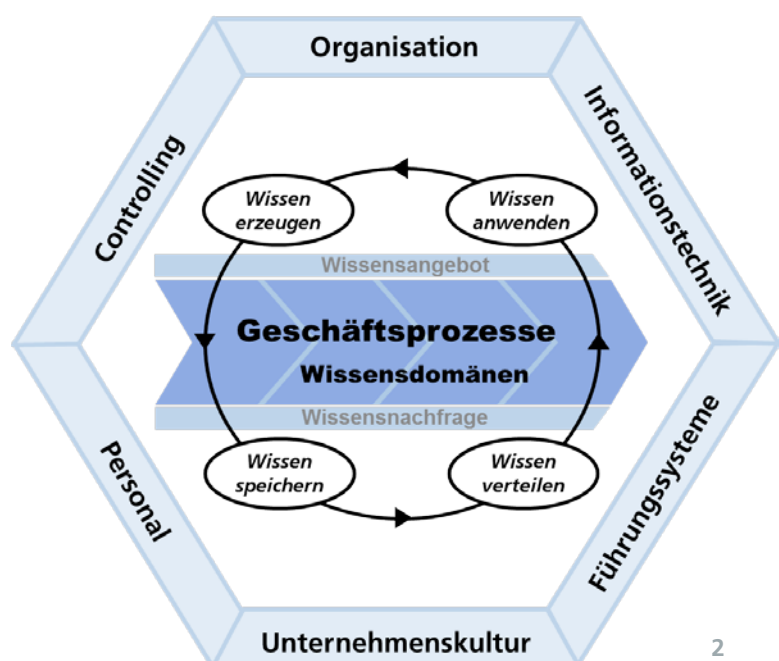 Organisation
Controlling
Informationstechnik
Wissen
erzeugen
Wissen
anwenden
Wissensangebot
Geschäftsprozesse
Wissensdomänen
Wissensnachfrage
Wissen
speichern
Wissen
verteilen
Personal
Führungssysteme
Unternehmenskultur
2